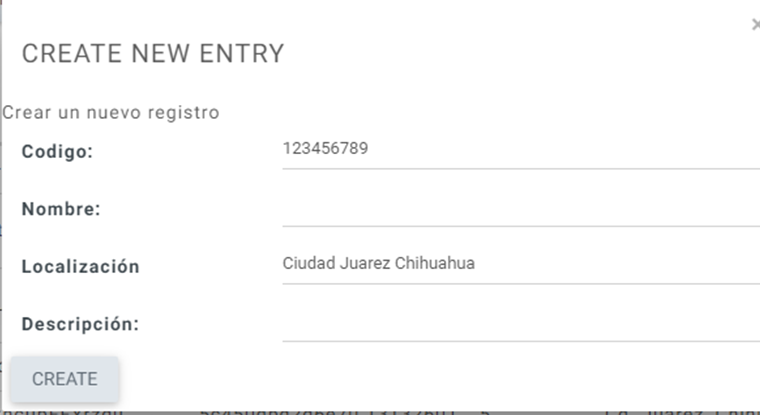 ×
CREATE NEW ENTRY
Crear un nuevo registro
Codigo: 123456789
Nombre:
Localización Ciudad Juarez Chihuahua
Descripción:
CREATE